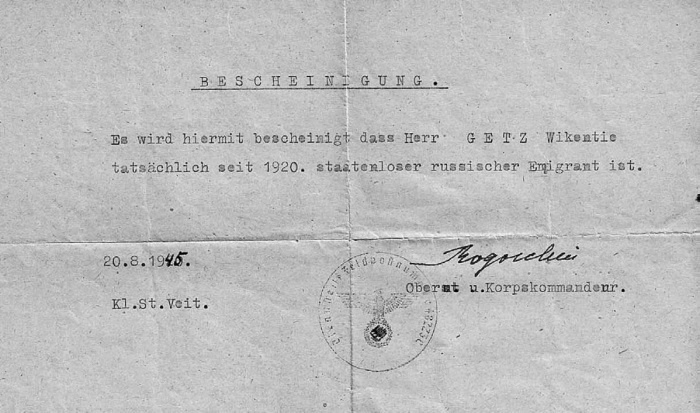 BESCHEINIGUNG.
Es wird hiermit bescheinigt dass Herr GETZ Wikentie
tatsächlich seit 1920. staatenloser russischer Emigrant ist.
20.8.1945.
Rogoschin
Oberst u.Korpskommandeur.
Kl.St.Veit.
Feldpostnum